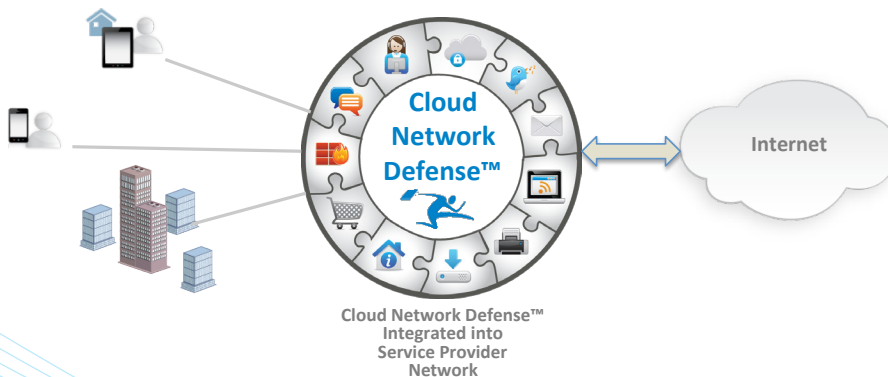 Cloud
Network
Defense™
Internet
Cloud Network Defense™
Integrated into
Service Provider
Network